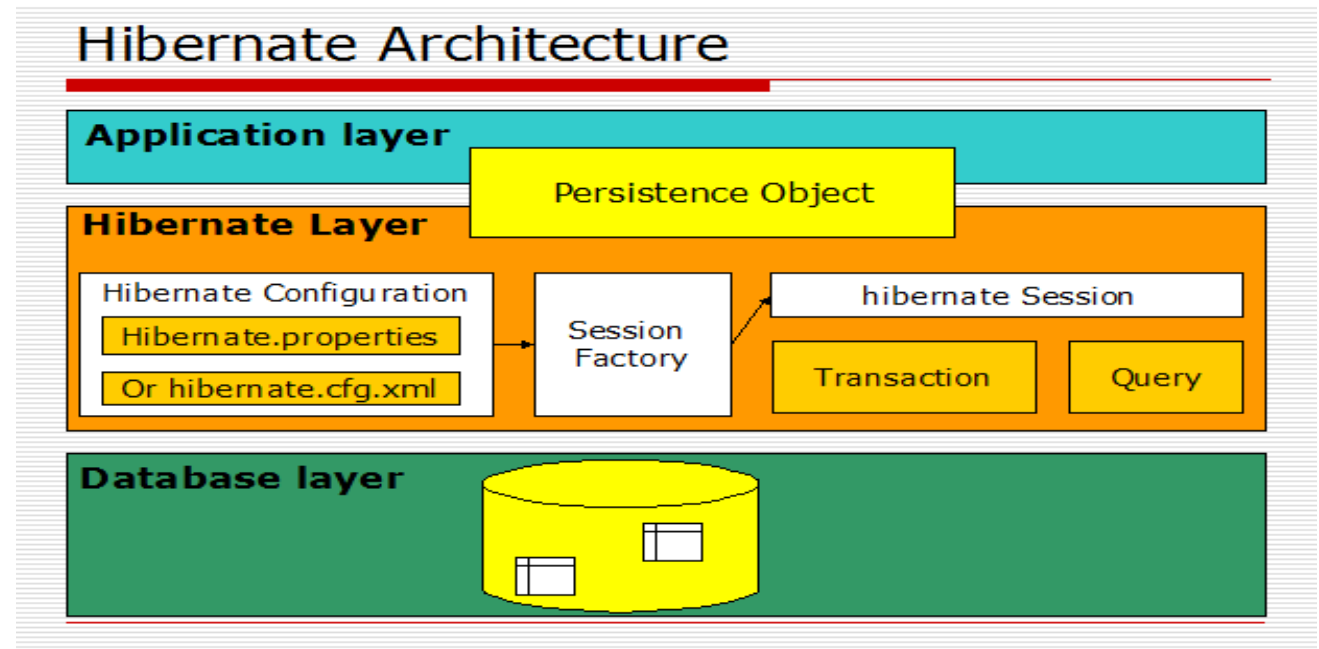 Hibernate Architecture
Application layer
Persistence Object
Hibernate Layer
Hibernate Configuration
Hibernate.properties
Or hibernate.cfg.xml
Session
Factory
hibernate Session
Transaction
Query
Database layer